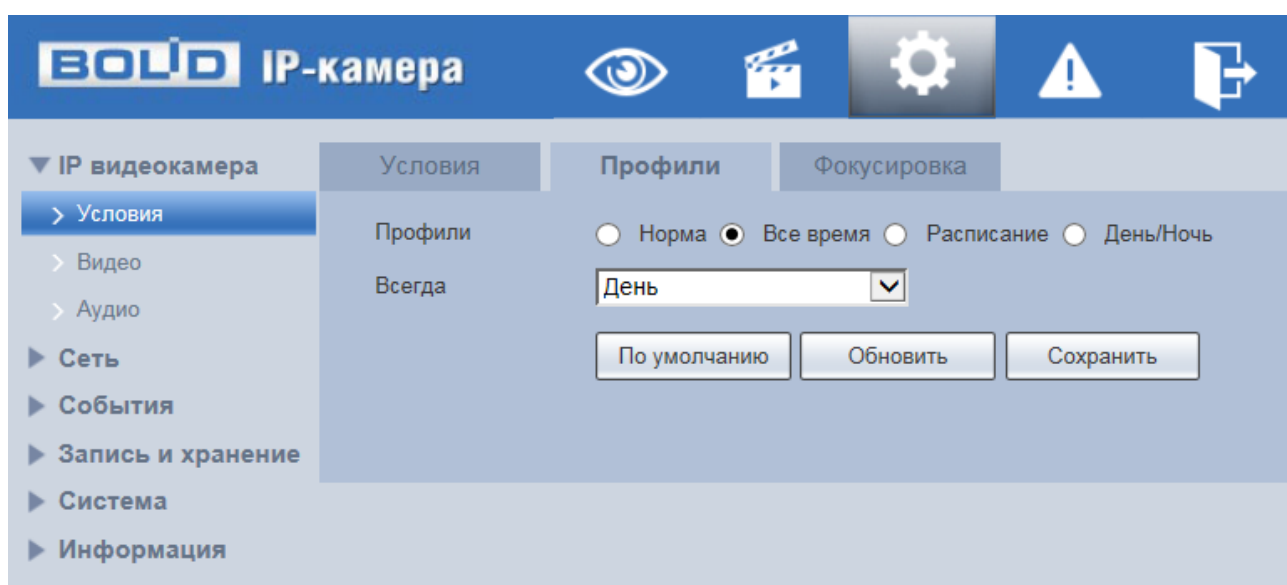 BOLID IP-камера
IP видеокамера
Условия
Видео
Аудио
Сеть
События
Запись и хранение
Система
Информация
Условия Профили Фокусировка
Профили Норма Все время Расписание День/Ночь
Всегда День
По умолчанию Обновить Сохранить